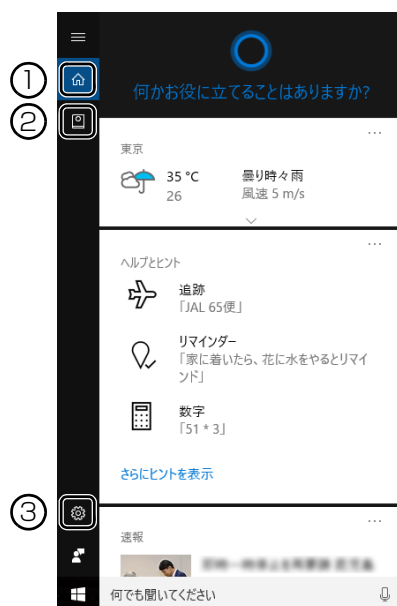 ①
②
③
何かお役に立てることはありますか?
東京
35 °C
26
曇り時々雨
風速 5 m/s
ヘルプとヒント
追跡
「JAL 65便」
リマインダー
「家に着いたら、花に水をやるとリマイ
ンド」
数字
「51 * 3」
さらにヒントを表示
速報
何でも聞いてください